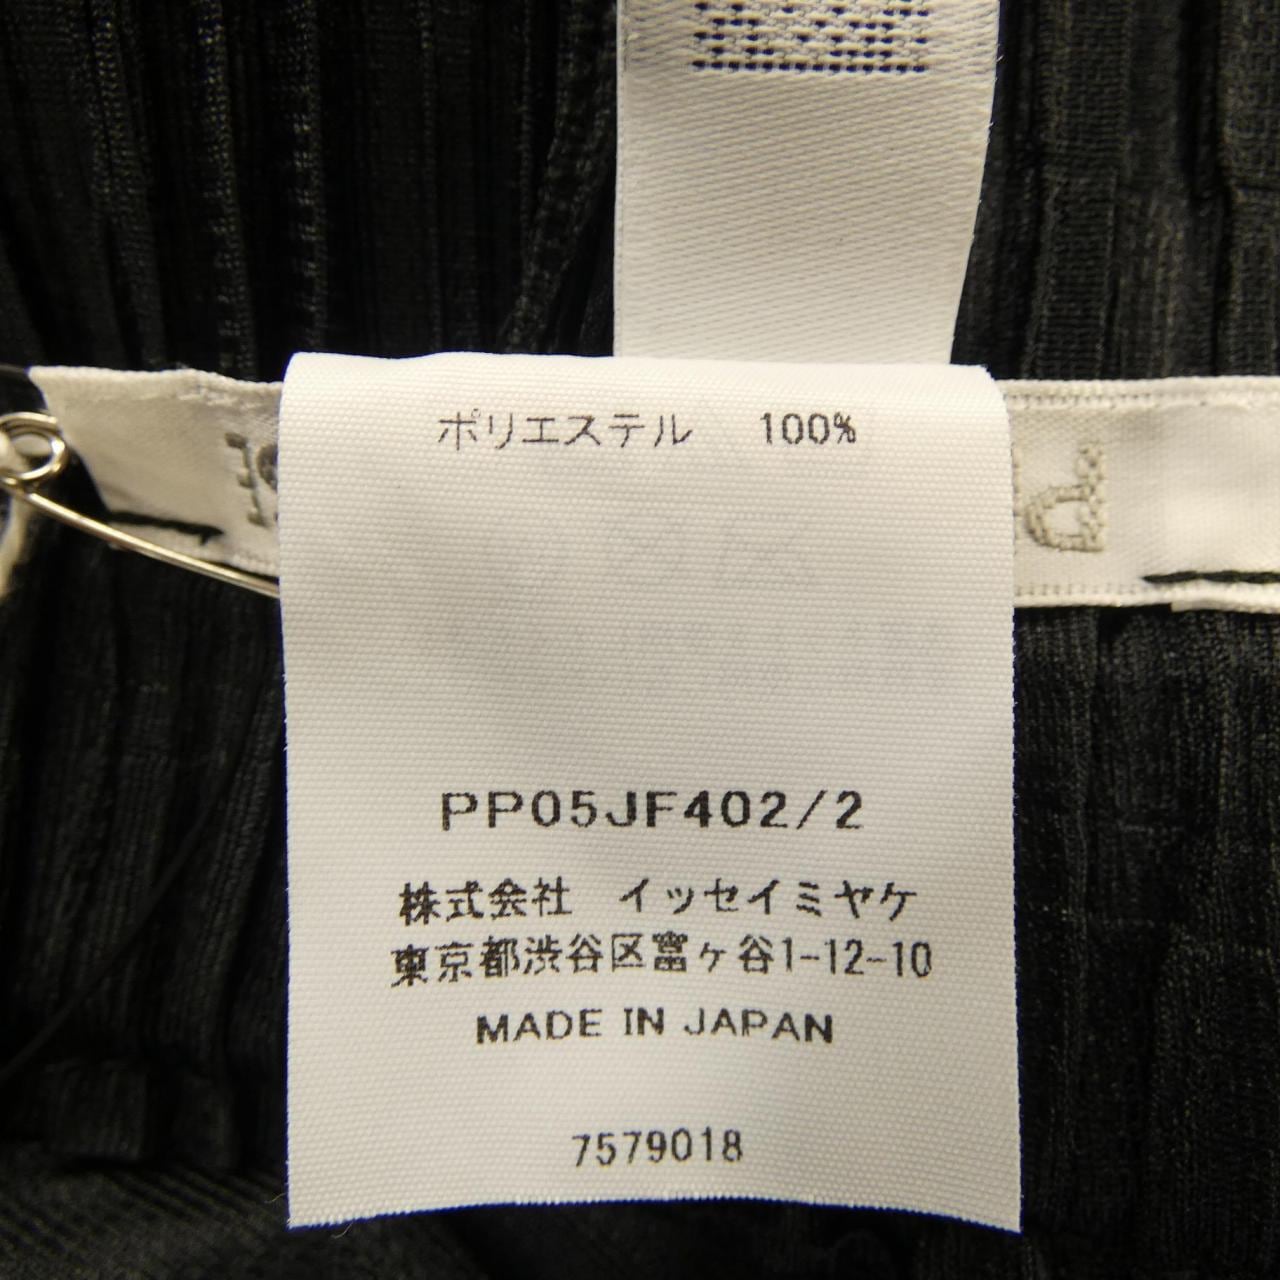 ポリエステル 100%
PP05JF402/2
株式会社 イッセイミヤケ
東京都渋谷区富ヶ谷1-12-10
MADE IN JAPAN
7579018